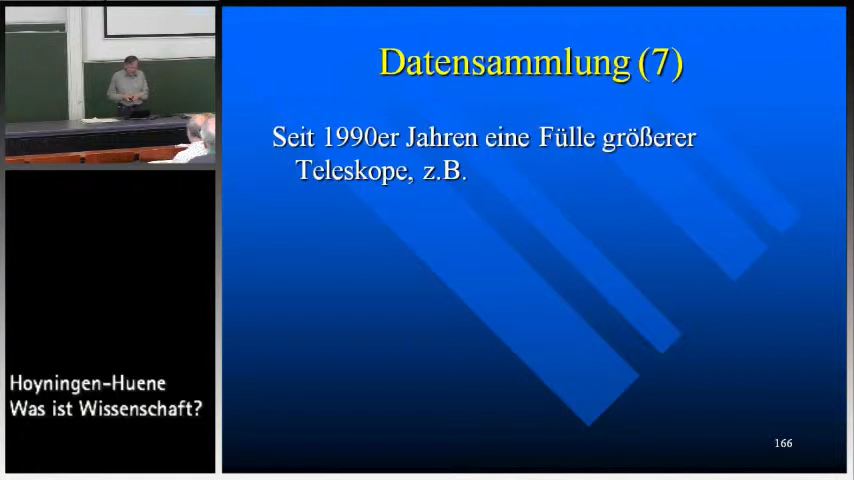 Datensammlung (7)
Seit 1990er Jahren eine Fülle größerer
Teleskope, z.B.
Hoyningen-Huene
Was ist Wissenschaft?
166